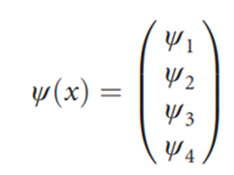 ψ(x) = ( ψ₁
ψ₂
ψ₃
ψ₄ )